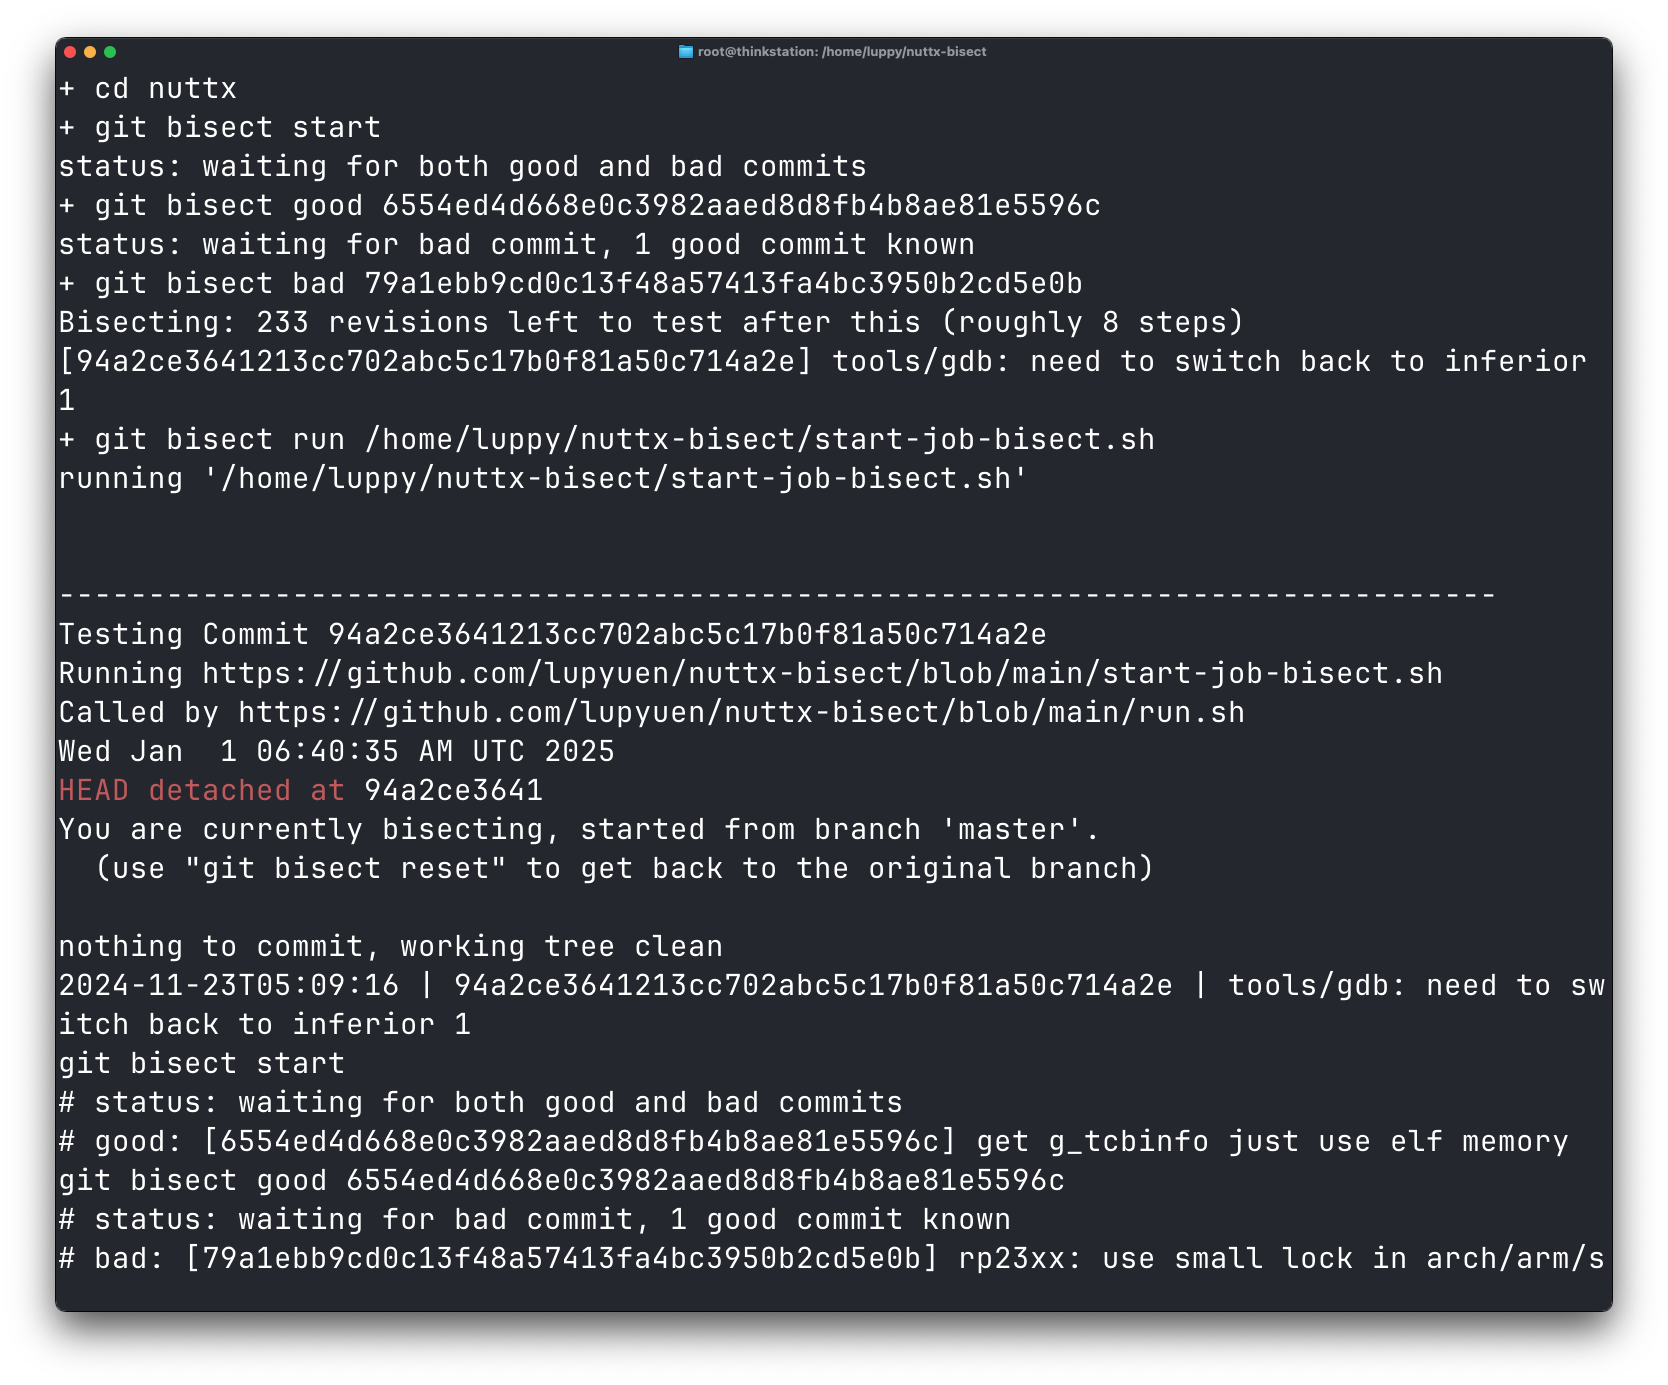 root@thinkstation: /home/luppy/nuttx-bisect
+ cd nuttx
+ git bisect start
status: waiting for both good and bad commits
+ git bisect good 6554ed4d668e0c3982aaed8d8fb4b8ae81e5596c
status: waiting for bad commit, 1 good commit known
+ git bisect bad 79a1ebb9cd0c13f48a57413fa4bc3950b2cd5e0b
Bisecting: 233 revisions left to test after this (roughly 8 steps)
[94a2ce3641213cc702abc5c17b0f81a50c714a2e] tools/gdb: need to switch back to inferior
1
+ git bisect run /home/luppy/nuttx-bisect/start-job-bisect.sh
running '/home/luppy/nuttx-bisect/start-job-bisect.sh'
--------------------------------------------------------------------------------
Testing Commit 94a2ce3641213cc702abc5c17b0f81a50c714a2e
Running https://github.com/lupyuen/nuttx-bisect/blob/main/start-job-bisect.sh
Called by https://github.com/lupyuen/nuttx-bisect/blob/main/run.sh
Wed Jan  1 06:40:35 AM UTC 2025
HEAD detached at 94a2ce3641
You are currently bisecting, started from branch 'master'.
  (use "git bisect reset" to get back to the original branch)
nothing to commit, working tree clean
2024-11-23T05:09:16 | 94a2ce3641213cc702abc5c17b0f81a50c714a2e | tools/gdb: need to sw
itch back to inferior 1
git bisect start
# status: waiting for both good and bad commits
# good: [6554ed4d668e0c3982aaed8d8fb4b8ae81e5596c] get g_tcbinfo just use elf memory
git bisect good 6554ed4d668e0c3982aaed8d8fb4b8ae81e5596c
# status: waiting for bad commit, 1 good commit known
# bad: [79a1ebb9cd0c13f48a57413fa4bc3950b2cd5e0b] rp23xx: use small lock in arch/arm/s